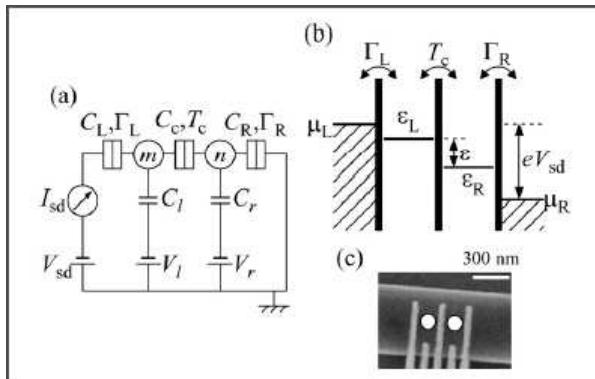 (a)
C_L,Γ_L C_c,T_c C_R,Γ_R
m n
I_sd C_l C_r
V_sd V_l V_r
(b)
Γ_L T_c Γ_R
μ_L ε_L
ε eV_sd
ε_R μ_R
(c) 300 nm